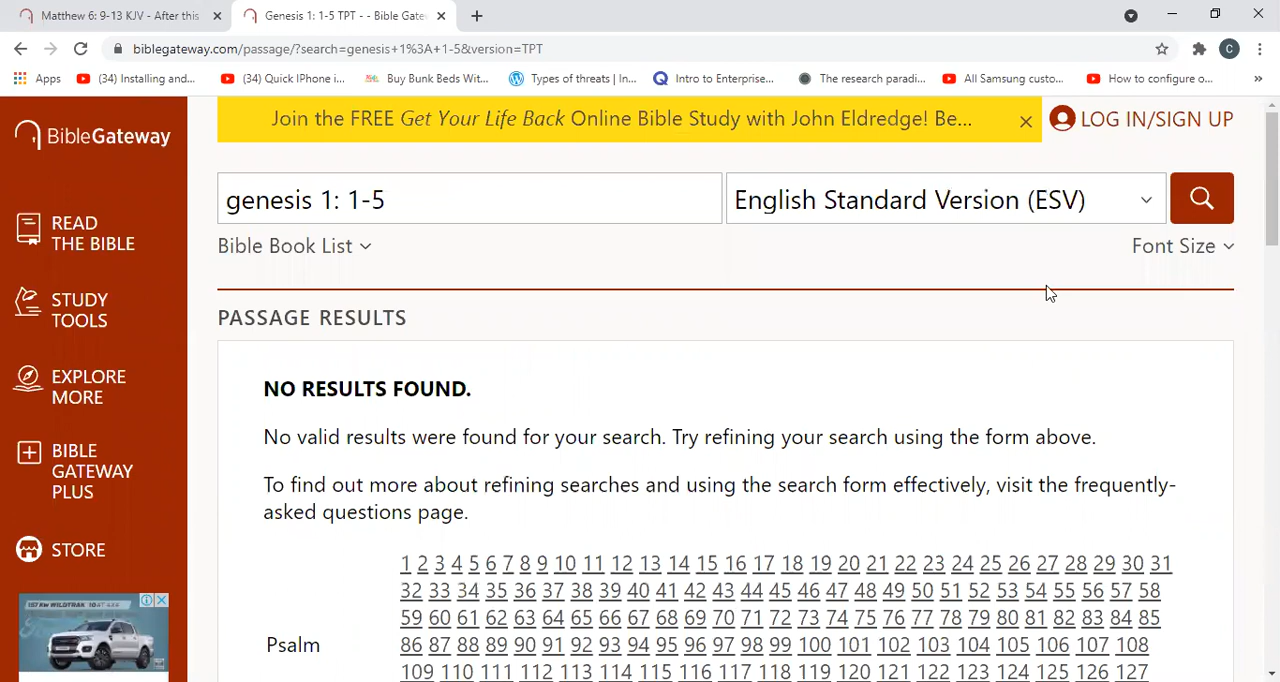 Matthew 6: 9-13 KJV - After this
Genesis 1: 1-5 TPT - - Bible Gate
C
biblegateway.com/passage/?search=genesis+1%3A+1-5&version=TPT
Apps
(34) Installing and...
(34) Quick IPhone i...
Buy Bunk Beds Wit...
Types of threats | In...
Intro to Enterprise...
The research paradi...
All Samsung custo...
How to configure o...
BibleGateway
Join the FREE Get Your Life Back Online Bible Study with John Eldredge! Be...
LOG IN/SIGN UP
genesis 1: 1-5
English Standard Version (ESV)
Bible Book List
Font Size
READ
THE BIBLE
STUDY
TOOLS
EXPLORE
MORE
BIBLE
GATEWAY
PLUS
STORE
PASSAGE RESULTS
NO RESULTS FOUND.
No valid results were found for your search. Try refining your search using the form above.
To find out more about refining searches and using the search form effectively, visit the frequently-
asked questions page.
Psalm
1 2 3 4 5 6 7 8 9 10 11 12 13 14 15 16 17 18 19 20 21 22 23 24 25 26 27 28 29 30 31
32 33 34 35 36 37 38 39 40 41 42 43 44 45 46 47 48 49 50 51 52 53 54 55 56 57 58
59 60 61 62 63 64 65 66 67 68 69 70 71 72 73 74 75 76 77 78 79 80 81 82 83 84 85
86 87 88 89 90 91 92 93 94 95 96 97 98 99 100 101 102 103 104 105 106 107 108
109 110 111 112 113 114 115 116 117 118 119 120 121 122 123 124 125 126 127